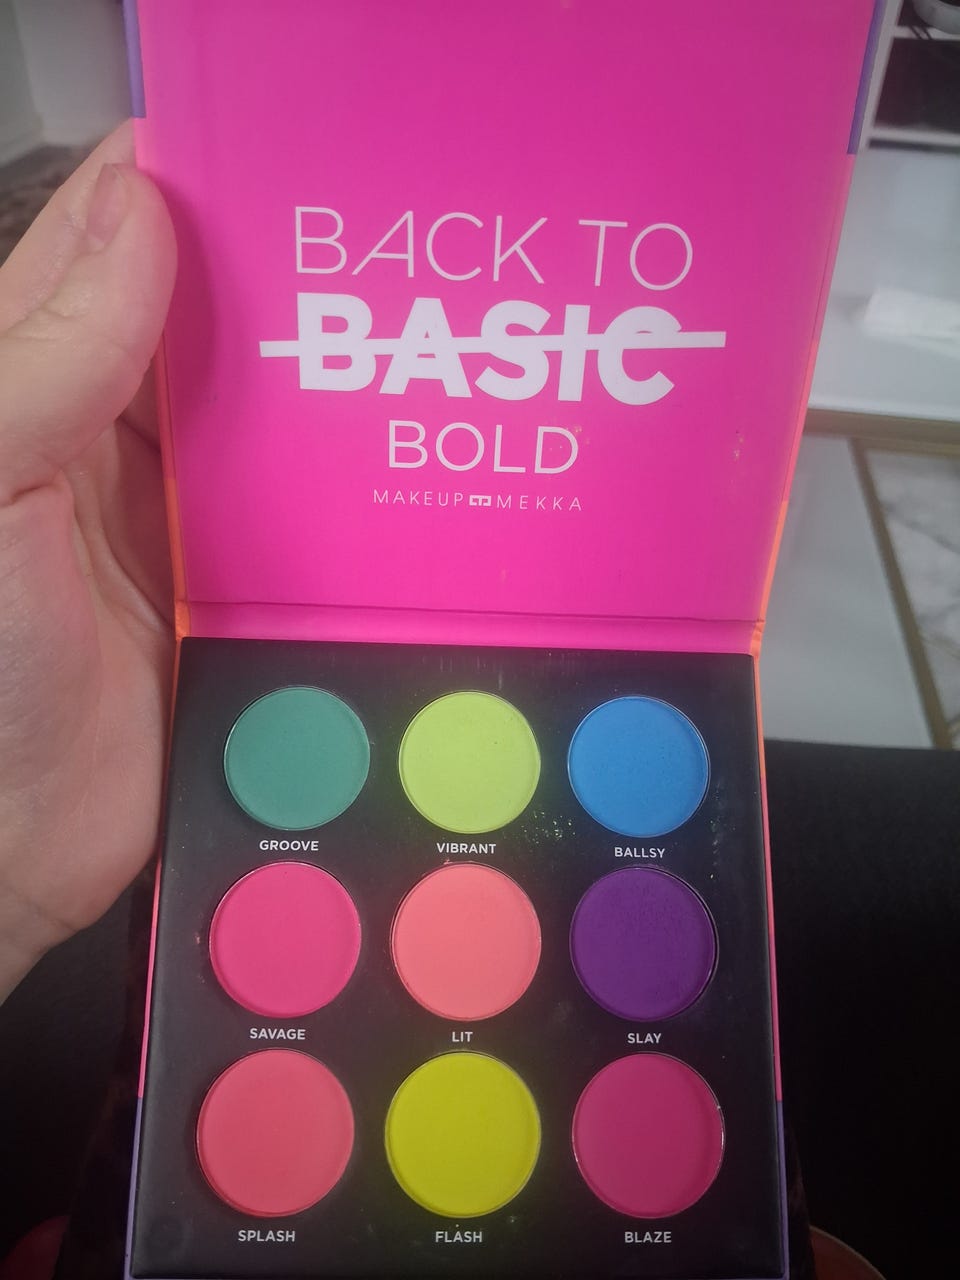 BACK TO
BASIC
BOLD
MAKEUP MEKKA
GROOVE VIBRANT BALLSY
SAVAGE LIT SLAY
SPLASH FLASH BLAZE